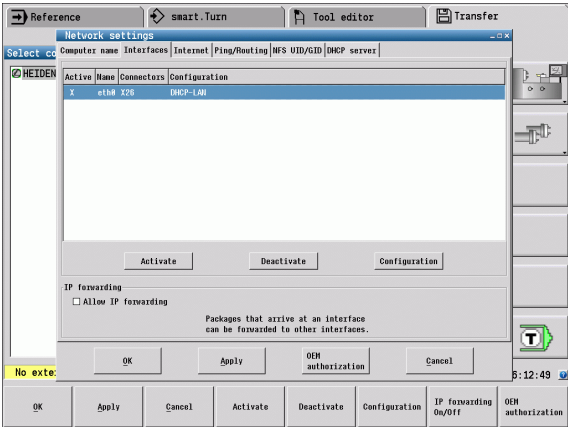 Reference
smart.Turn
Tool editor
Transfer
Network settings
Select co
Computer name Interfaces Internet Ping/Routing NFS UID/GID DHCP server
HEIDEN
Active Name Connectors Configuration
X eth0 X26 DHCP-LAN
Activate Deactivate Configuration
IP forwarding
Allow IP forwarding
Packages that arrive at an interface
can be forwarded to other interfaces.
OK Apply OEM authorization Cancel
T
No exte
6:12:49
OK Apply Cancel Activate Deactivate Configuration IP forwarding On/Off OEM authorization